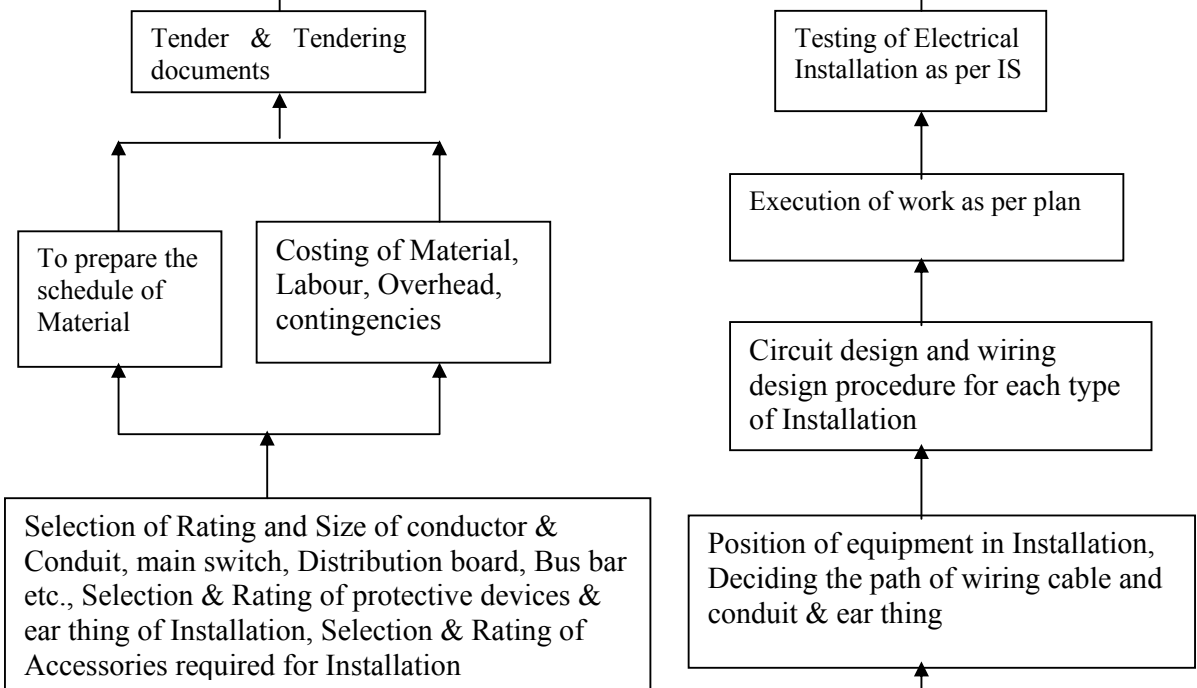 Tender & Tendering
documents
To prepare the
schedule of
Material
Costing of Material,
Labour, Overhead,
contingencies
Selection of Rating and Size of conductor &
Conduit, main switch, Distribution board, Bus bar
etc., Selection & Rating of protective devices &
ear thing of Installation, Selection & Rating of
Accessories required for Installation
Testing of Electrical
Installation as per IS
Execution of work as per plan
Circuit design and wiring
design procedure for each type
of Installation
Position of equipment in Installation,
Deciding the path of wiring cable and
conduit & ear thing